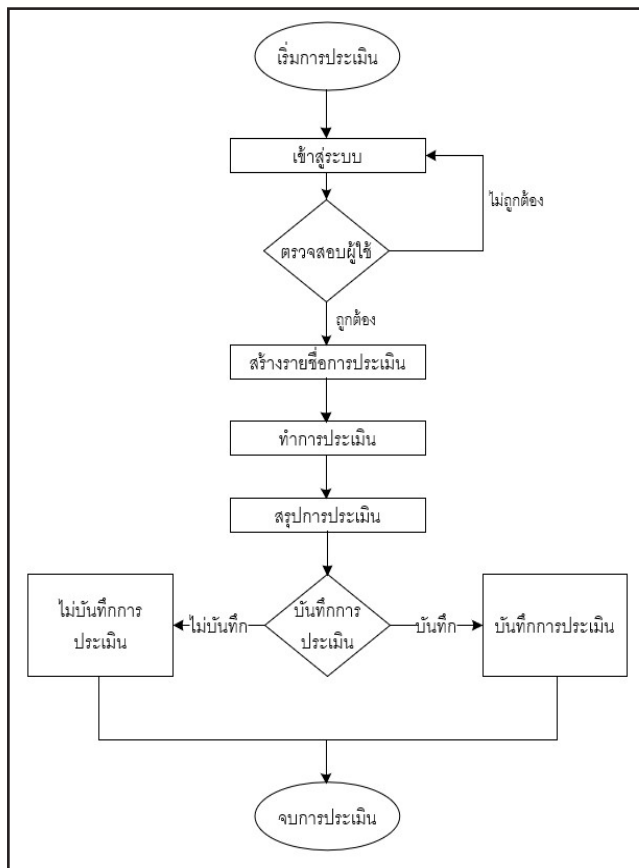 เริ่มการประเมิน
เข้าสู่ระบบ
ไม่ถูกต้อง
ตรวจสอบผู้ใช้
ถูกต้อง
สร้างรายชื่อการประเมิน
ทำการประเมิน
สรุปการประเมิน
ไม่บันทึกการ
ประเมิน
ไม่บันทึก
บันทึกการ
ประเมิน
บันทึก
บันทึกการประเมิน
จบการประเมิน